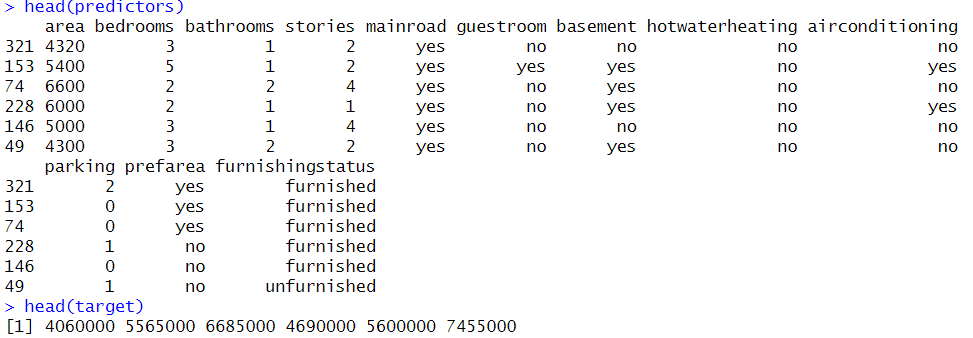 > head(predictors)
area bedrooms bathrooms stories mainroad guestroom basement hotwaterheating airconditioning
321 4320 3 1 2 yes no no no no
153 5400 5 1 2 yes yes yes no yes
74 6600 2 2 4 yes no yes no no
228 6000 2 1 1 yes no yes no yes
146 5000 3 1 4 yes no no no no
49 4300 3 2 2 yes no yes no no
parking prefarea furnishingstatus
321 2 yes furnished
153 0 yes furnished
74 0 yes furnished
228 1 no furnished
146 0 no furnished
49 1 no unfurnished
> head(target)
[1] 4060000 5565000 6685000 4690000 5600000 7455000